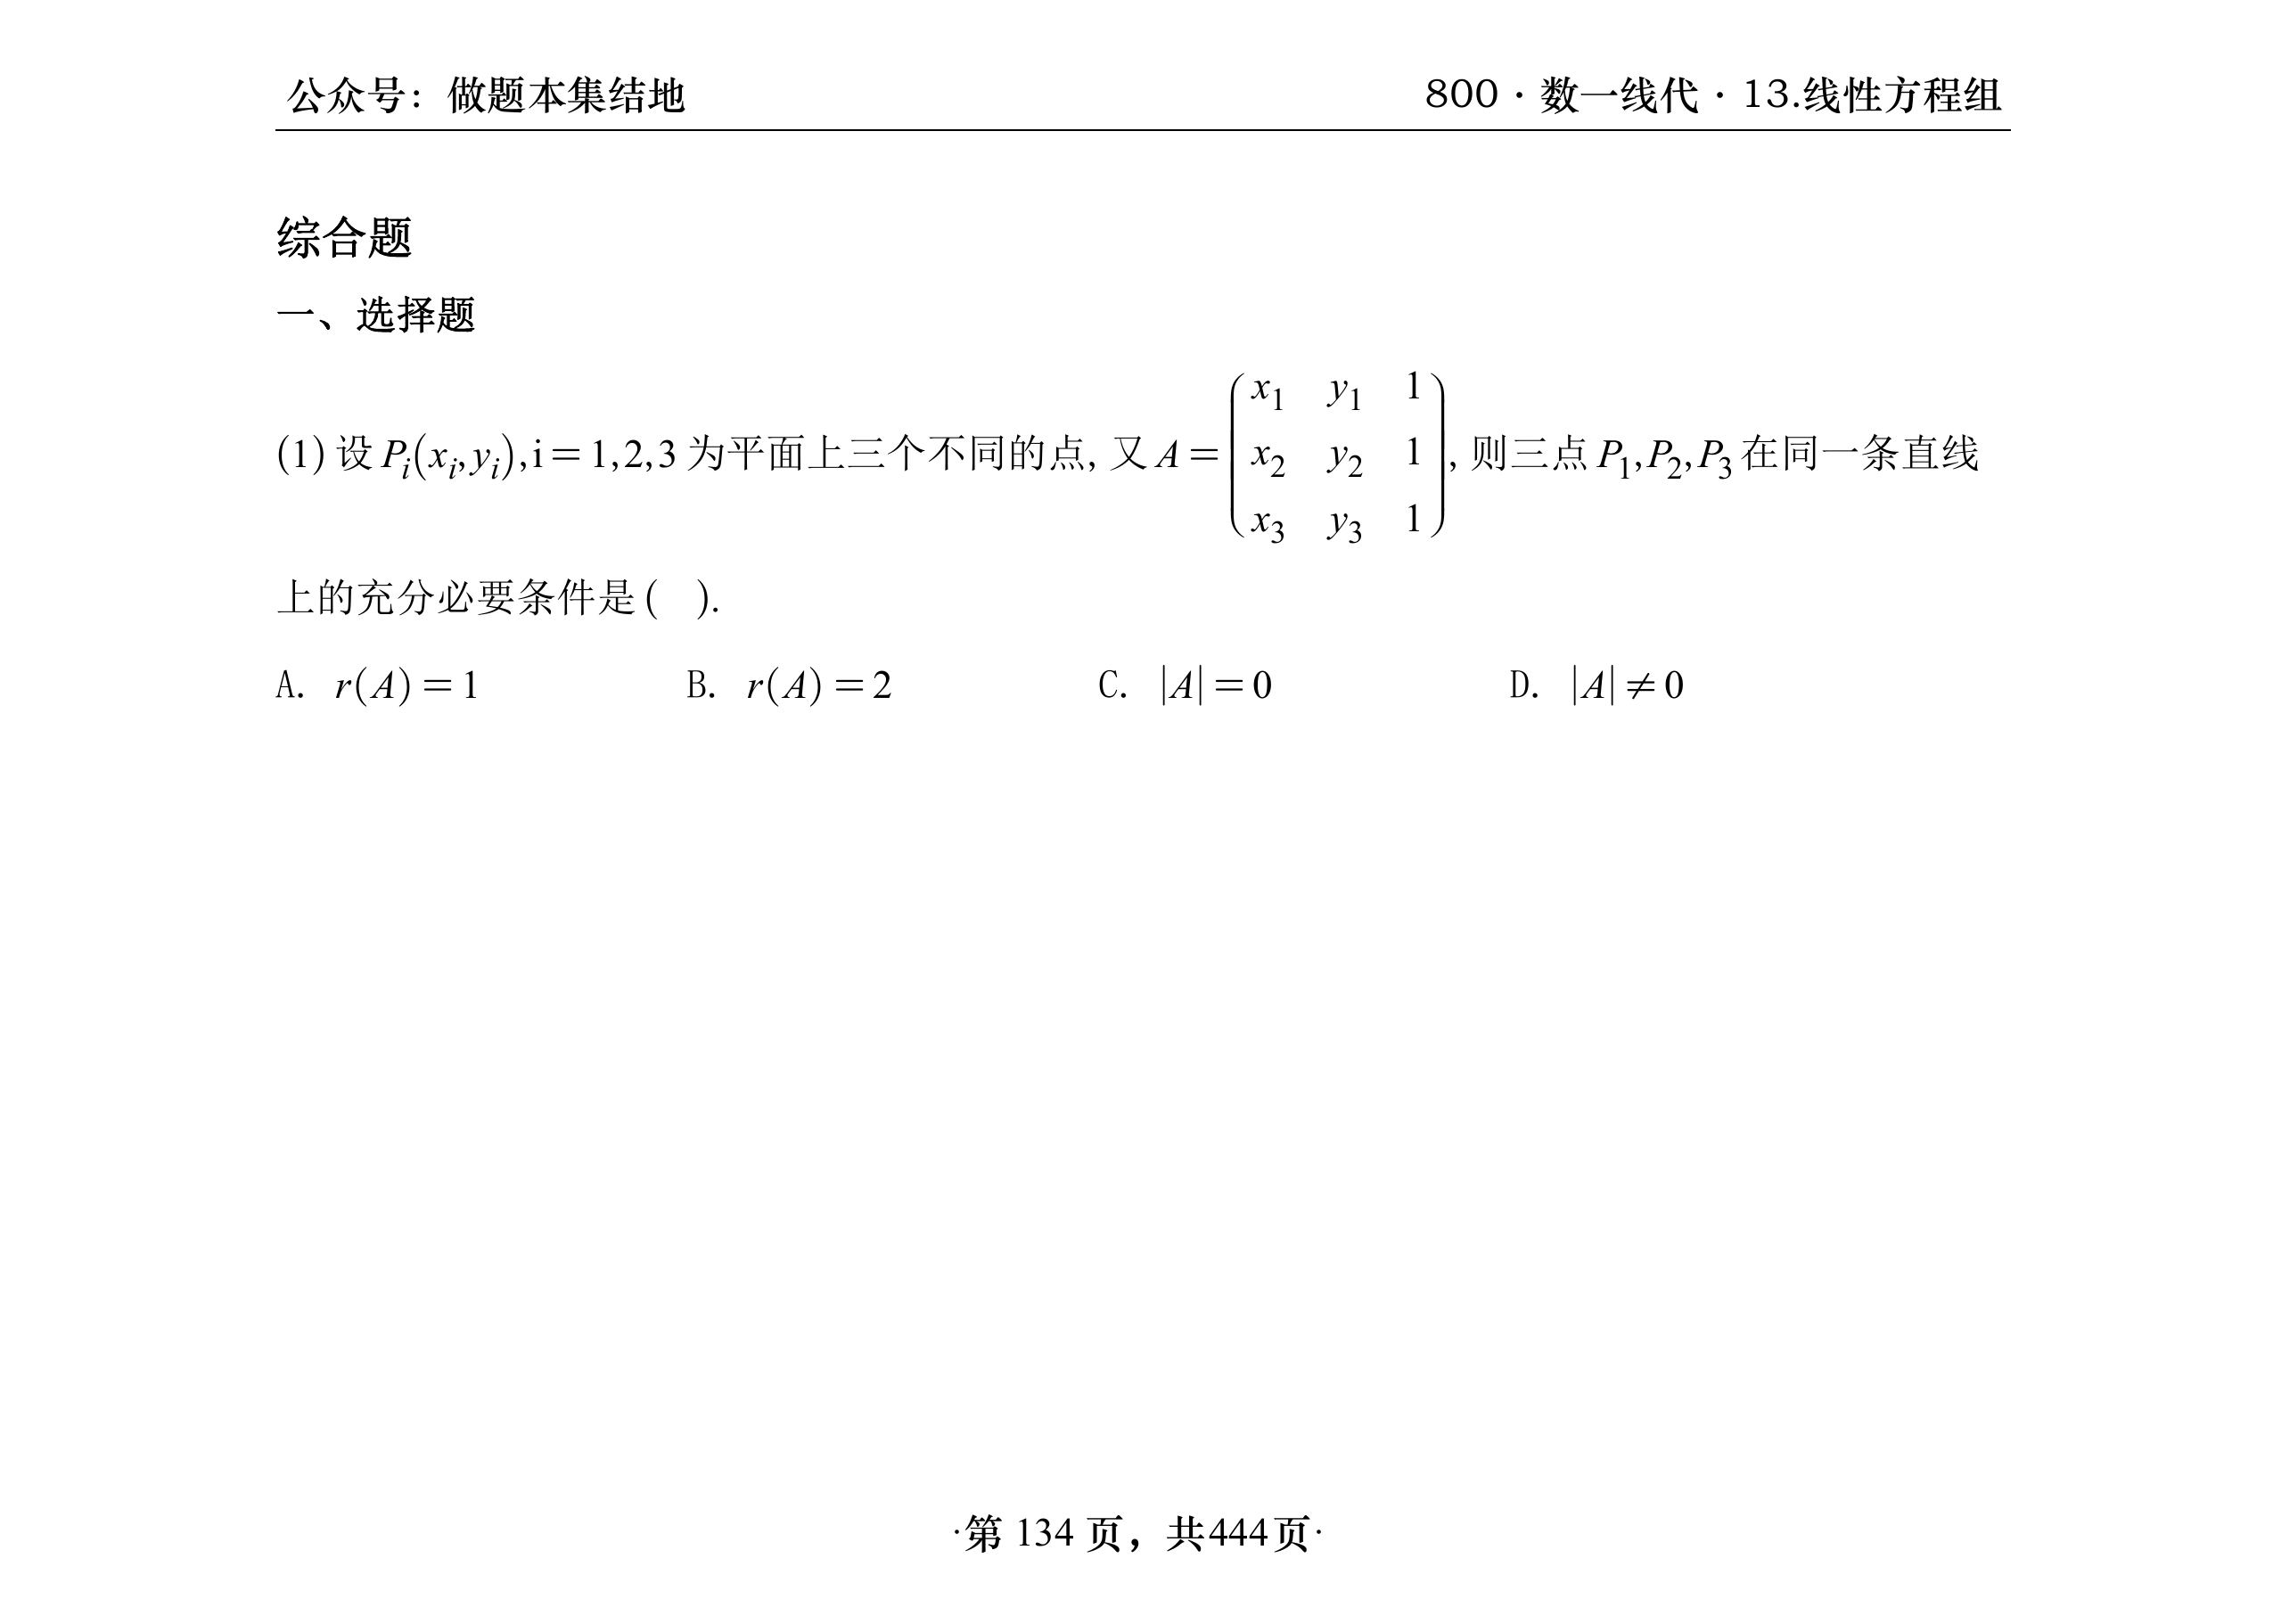 公众号：做题本集结地 800·数一线代·13.线性方程组
综合题
一、选择题
(1) 设 $P_i(x_i, y_i)$, i = 1, 2, 3 为平面上三个不同的点, 又 $A = \begin{pmatrix} x_1 & y_1 & 1 \\ x_2 & y_2 & 1 \\ x_3 & y_3 & 1 \end{pmatrix}$, 则三点 $P_1, P_2, P_3$ 在同一条直线
上的充分必要条件是 ( ).
A. $r(A) = 1$ B. $r(A) = 2$ C. $|A| = 0$ D. $|A| \neq 0$
·第 134 页，共444页·